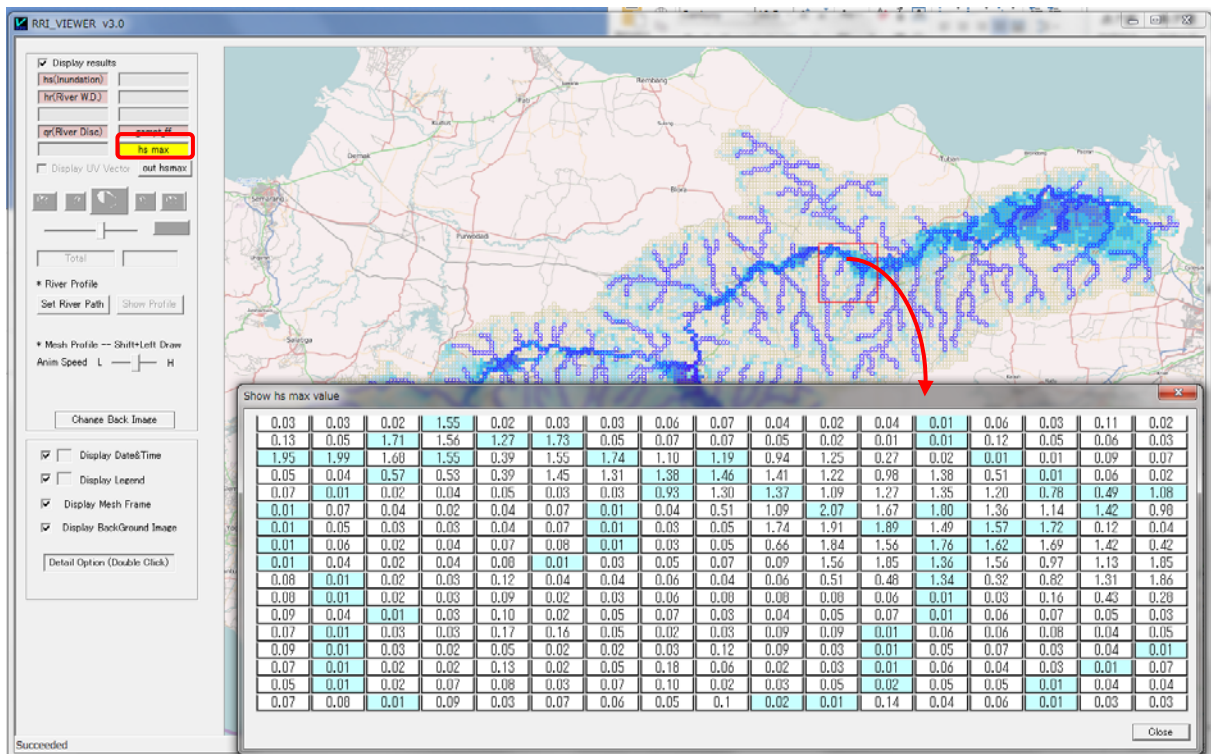 RRI_VIEWER v3.0
Display results
hs(Inundation)
hr(River W.D.)
qr(River Disc)
hs max
Display UV Vector
out hsmax
Total
* River Profile
Set River Path
Show Profile
* Mesh Profile -- Shift+Left Draw
Anim Speed L H
Change Back Image
Display Date&Time
Display Legend
Display Mesh Frame
Display BackGround Image
Detail Option (Double Click)
Succeeded
Rembang
Kudus
Demak
Semarang
Blora
Tuban
Purwodadi
Salatiga
Show hs max value
0.03 0.03 0.02 1.55 0.02 0.03 0.03 0.06 0.07 0.04 0.02 0.04 0.01 0.06 0.03 0.11 0.02
0.13 0.05 1.71 1.56 1.27 1.73 0.05 0.07 0.07 0.05 0.02 0.01 0.01 0.12 0.05 0.06 0.03
1.95 1.99 1.60 1.55 0.39 1.55 1.74 1.10 1.19 0.94 1.25 0.27 0.02 0.01 0.01 0.09 0.07
0.05 0.04 0.57 0.53 0.39 1.45 1.31 1.38 1.46 1.41 1.22 0.98 1.38 0.51 0.01 0.06 0.02
0.07 0.01 0.02 0.04 0.05 0.03 0.03 0.93 1.30 1.37 1.09 1.27 1.35 1.20 0.78 0.49 1.08
0.01 0.07 0.04 0.02 0.04 0.07 0.01 0.04 0.51 1.09 2.07 1.67 1.80 1.36 1.14 1.42 0.98
0.01 0.05 0.03 0.03 0.04 0.07 0.01 0.03 0.05 1.74 1.91 1.89 1.49 1.57 1.72 0.12 0.04
0.01 0.06 0.02 0.04 0.07 0.08 0.01 0.03 0.05 0.66 1.84 1.56 1.76 1.62 1.69 1.42 0.42
0.01 0.04 0.02 0.04 0.08 0.01 0.03 0.05 0.07 0.09 1.56 1.05 1.36 1.56 0.97 1.13 1.85
0.08 0.01 0.02 0.03 0.12 0.04 0.04 0.06 0.04 0.06 0.51 0.48 1.34 0.32 0.82 1.31 1.86
0.08 0.01 0.02 0.03 0.09 0.02 0.03 0.06 0.08 0.08 0.08 0.06 0.01 0.03 0.16 0.43 0.28
0.09 0.04 0.01 0.03 0.10 0.02 0.05 0.07 0.03 0.04 0.05 0.07 0.01 0.06 0.07 0.05 0.03
0.07 0.01 0.03 0.03 0.17 0.16 0.05 0.02 0.03 0.09 0.09 0.01 0.06 0.06 0.08 0.04 0.05
0.09 0.01 0.03 0.02 0.05 0.02 0.02 0.03 0.12 0.09 0.03 0.01 0.05 0.07 0.03 0.04 0.01
0.07 0.01 0.02 0.02 0.13 0.02 0.05 0.18 0.06 0.02 0.03 0.01 0.06 0.04 0.03 0.01 0.07
0.05 0.01 0.02 0.07 0.08 0.03 0.07 0.10 0.02 0.03 0.05 0.02 0.05 0.05 0.01 0.04 0.04
0.07 0.08 0.01 0.09 0.03 0.07 0.06 0.05 0.1 0.02 0.01 0.14 0.04 0.06 0.01 0.03 0.03
Close